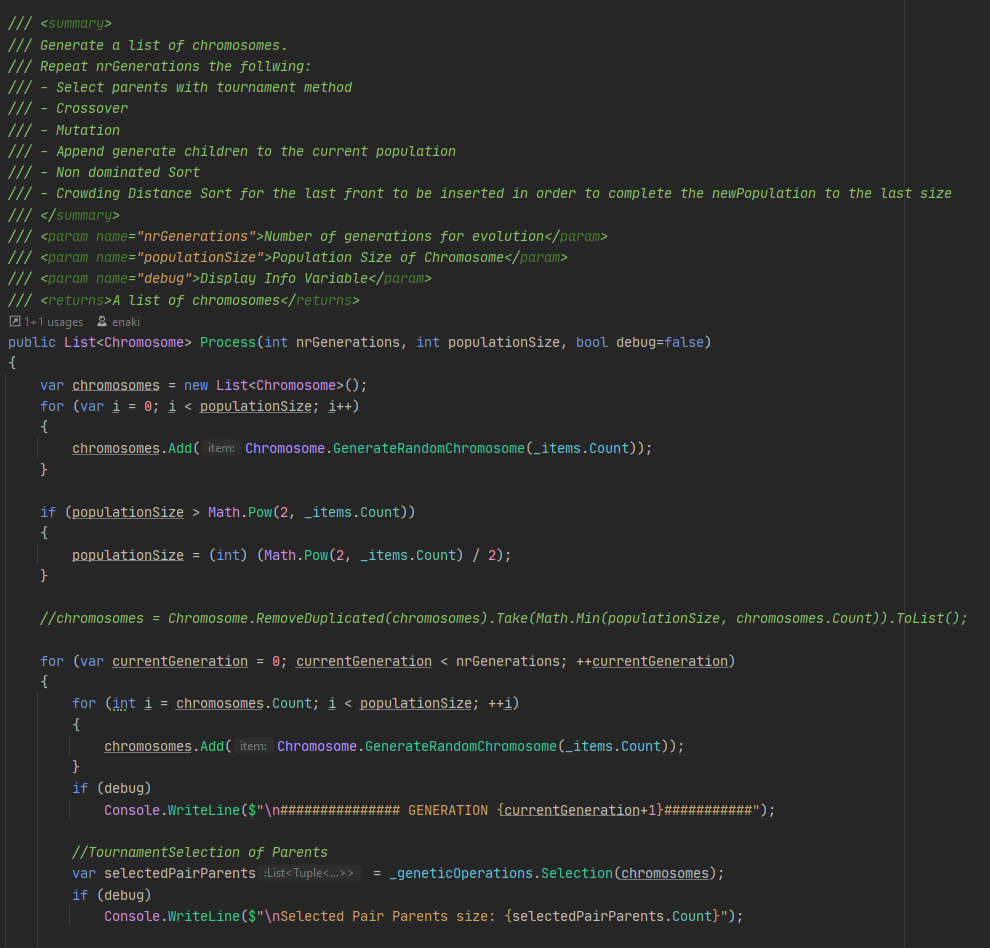 /// <summary>
/// Generate a list of chromosomes.
/// Repeat nrGenerations the follwing:
/// - Select parents with tournament method
/// - Crossover
/// - Mutation
/// - Append generate children to the current population
/// - Non dominated Sort
/// - Crowding Distance Sort for the last front to be inserted in order to complete the newPopulation to the last size
/// </summary>
/// <param name="nrGenerations">Number of generations for evolution</param>
/// <param name="populationSize">Population Size of Chromosome</param>
/// <param name="debug">Display Info Variable</param>
/// <returns>A list of chromosomes</returns>
1+1 usages enaki
public List<Chromosome> Process(int nrGenerations, int populationSize, bool debug=false)
{
    var chromosomes = new List<Chromosome>();
    for (var i = 0; i < populationSize; i++)
    {
        chromosomes.Add( item: Chromosome.GenerateRandomChromosome(_items.Count));
    }

    if (populationSize > Math.Pow(2, _items.Count))
    {
        populationSize = (int) (Math.Pow(2, _items.Count) / 2);
    }

    //chromosomes = Chromosome.RemoveDuplicated(chromosomes).Take(Math.Min(populationSize, chromosomes.Count)).ToList();

    for (var currentGeneration = 0; currentGeneration < nrGenerations; ++currentGeneration)
    {
        for (int i = chromosomes.Count; i < populationSize; ++i)
        {
            chromosomes.Add( item: Chromosome.GenerateRandomChromosome(_items.Count));
        }
        if (debug)
            Console.WriteLine($"\n############### GENERATION {currentGeneration+1}###########");

        //TournamentSelection of Parents
        var selectedPairParents :List<Tuple<...>> = _geneticOperations.Selection(chromosomes);
        if (debug)
            Console.WriteLine($"\nSelected Pair Parents size: {selectedPairParents.Count}");